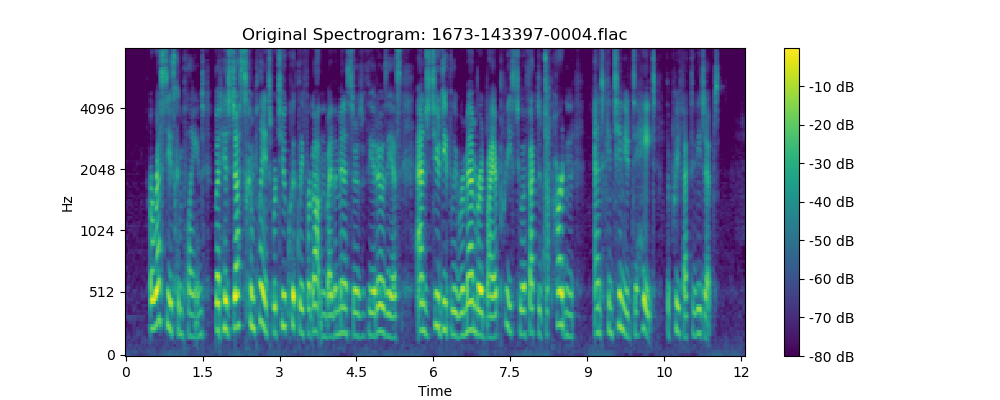 Original Spectrogram: 1673-143397-0004.flac
Hz
4096
2048
1024
512
0
0 1.5 3 4.5 6 7.5 9 10 12
Time
-10 dB
-20 dB
-30 dB
-40 dB
-50 dB
-60 dB
-70 dB
-80 dB